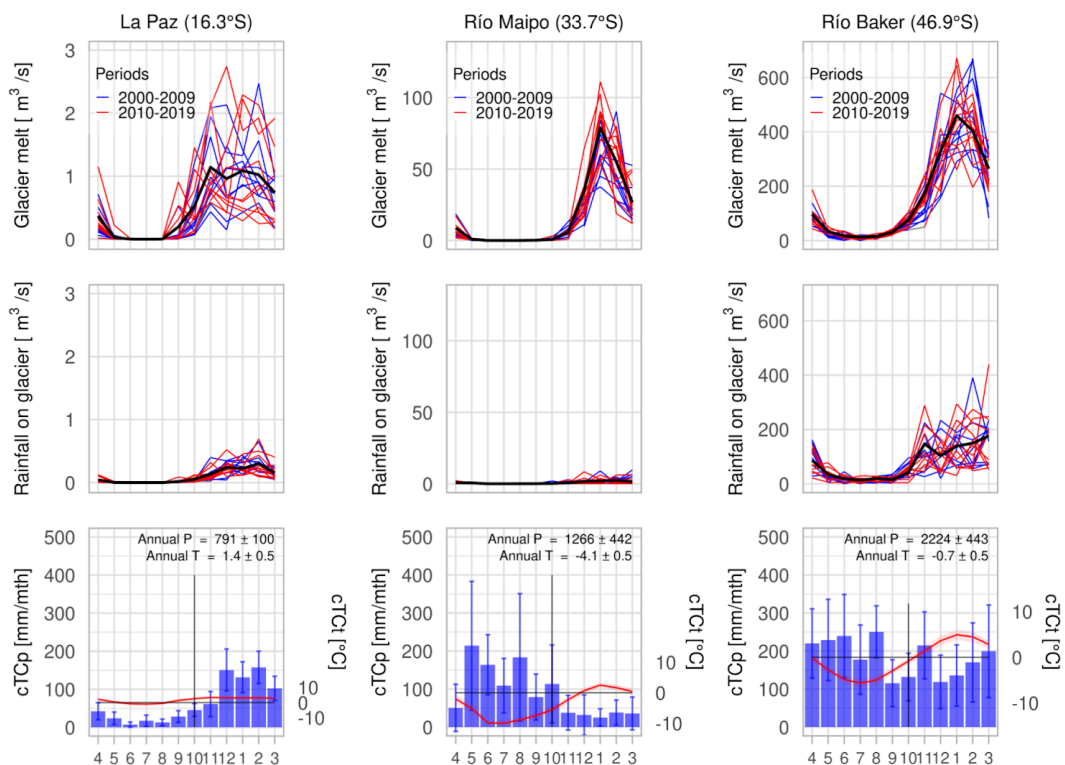 La Paz (16.3°S)
Río Maipo (33.7°S)
Río Baker (46.9°S)
Glacier melt [ m³ /s]
3
2
1
0
Periods
2000-2009
2010-2019
Glacier melt [ m³ /s]
100
50
0
Periods
2000-2009
2010-2019
Glacier melt [ m³ /s]
600
400
200
0
Periods
2000-2009
2010-2019
Rainfall on glacier [ m³ /s]
3
2
1
0
Rainfall on glacier [ m³ /s]
100
50
0
Rainfall on glacier [ m³ /s]
600
400
200
0
cTCp [mm/mth]
500
400
300
200
100
0
Annual P = 791 ± 100
Annual T = 1.4 ± 0.5
cTCt [°C]
10
0
-10
4 5 6 7 8 9 10 11 12 1 2 3
cTCp [mm/mth]
500
400
300
200
100
0
Annual P = 1266 ± 442
Annual T = -4.1 ± 0.5
cTCt [°C]
10
0
-10
4 5 6 7 8 9 10 11 12 1 2 3
cTCp [mm/mth]
500
400
300
200
100
0
Annual P = 2224 ± 443
Annual T = -0.7 ± 0.5
cTCt [°C]
10
0
-10
4 5 6 7 8 9 10 11 12 1 2 3